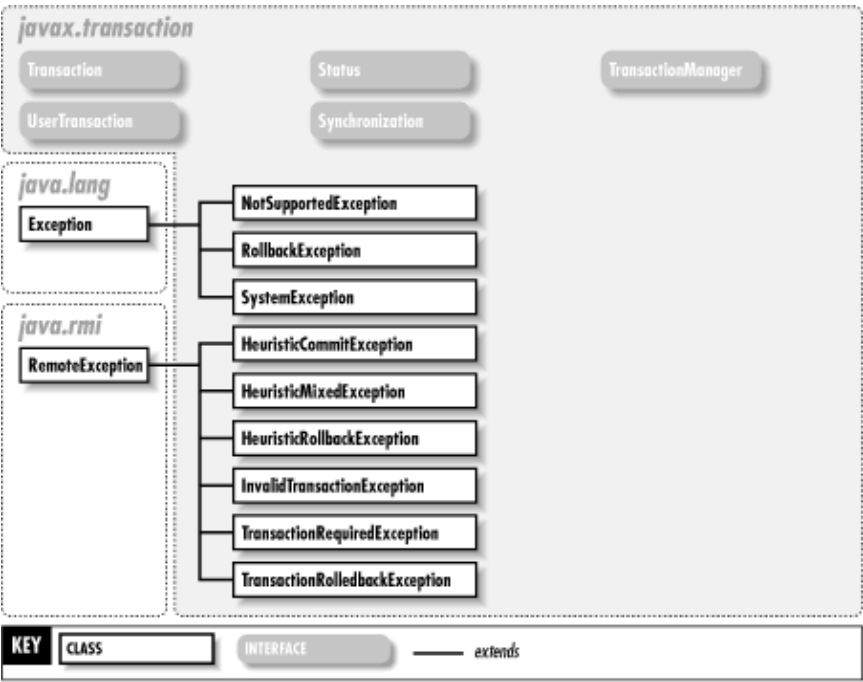 javax.transaction
Transaction
Status
TransactionManager
UserTransaction
Synchronization
java.lang
Exception
NotSupportedException
RollbackException
SystemException
java.rmi
RemoteException
HeuristicCommitException
HeuristicMixedException
HeuristicRollbackException
InvalidTransactionException
TransactionRequiredException
TransactionRolledbackException
KEY
CLASS
INTERFACE
extends